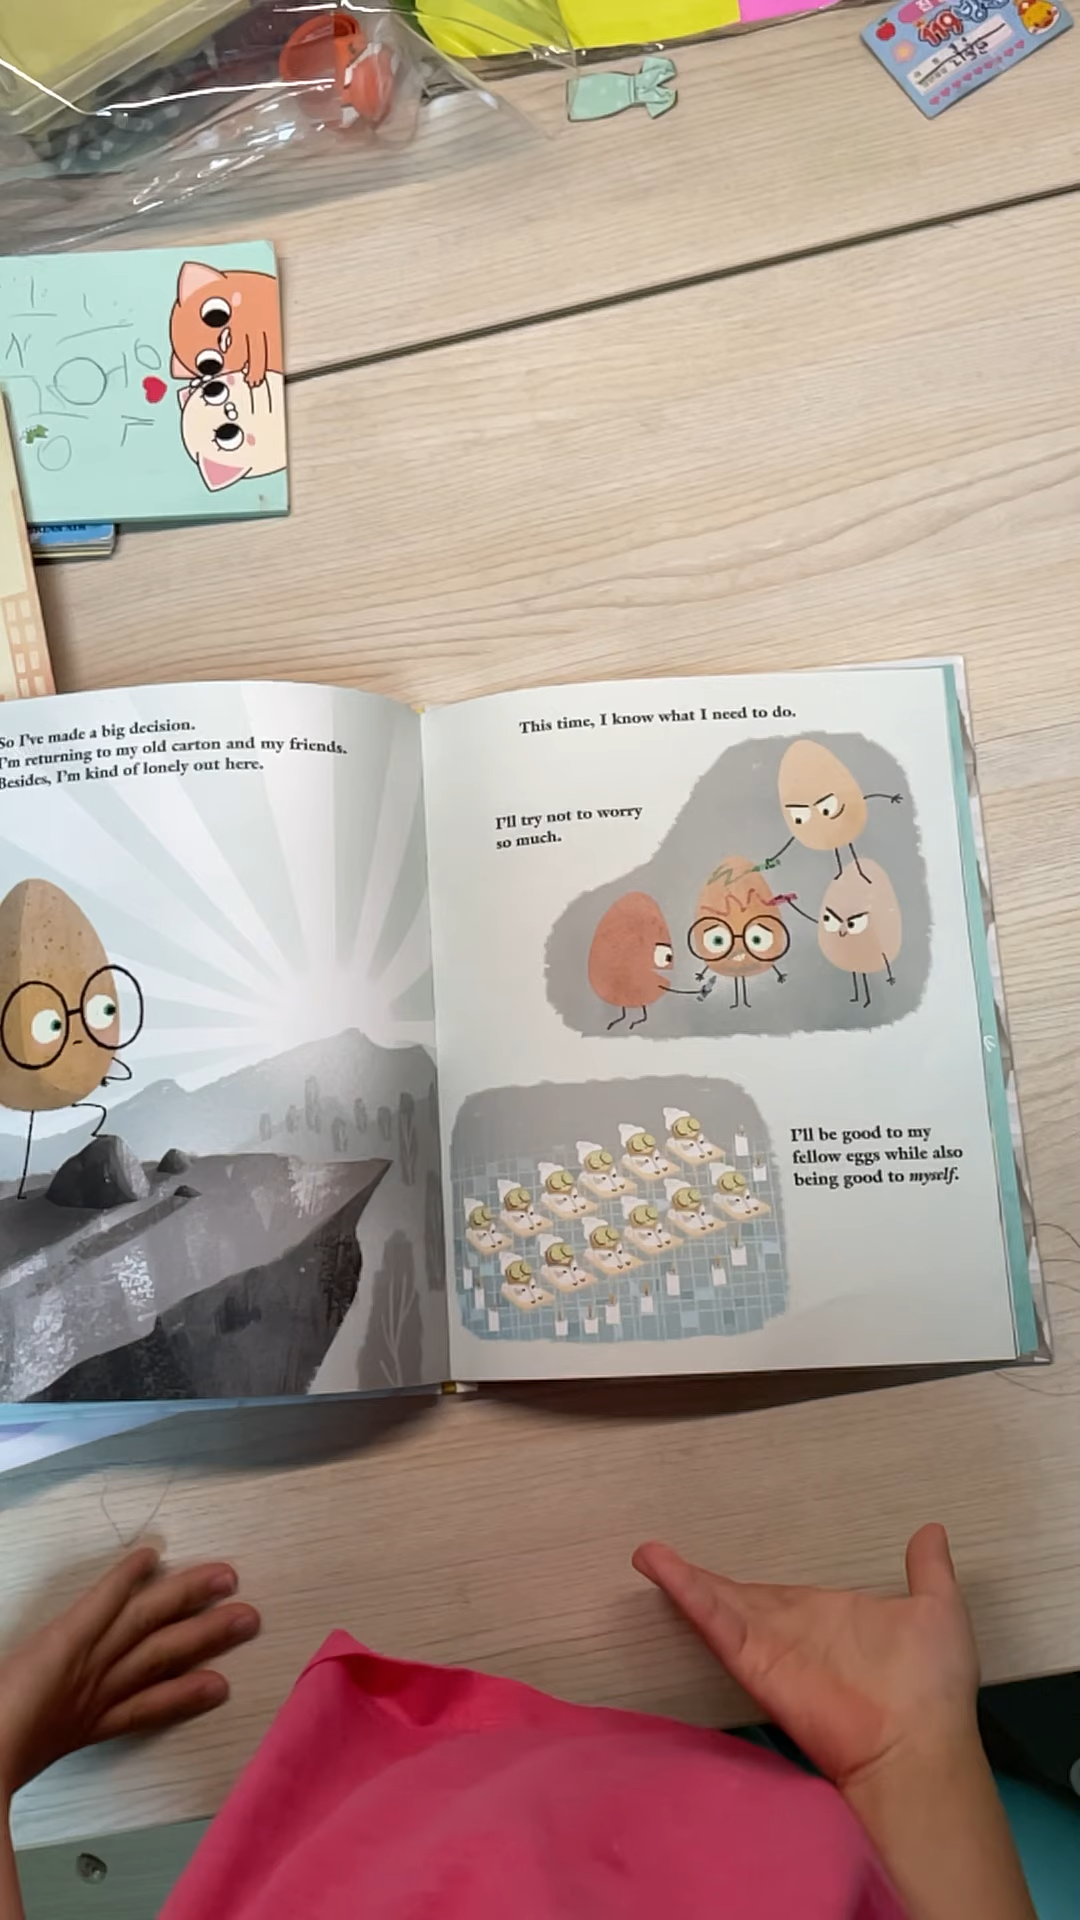 119
So I've made a big decision.
I'm returning to my old carton and my friends.
Besides, I'm kind of lonely out here.
This time, I know what I need to do.
I'll try not to worry
so much.
I'll be good to my
fellow eggs while also
being good to myself.